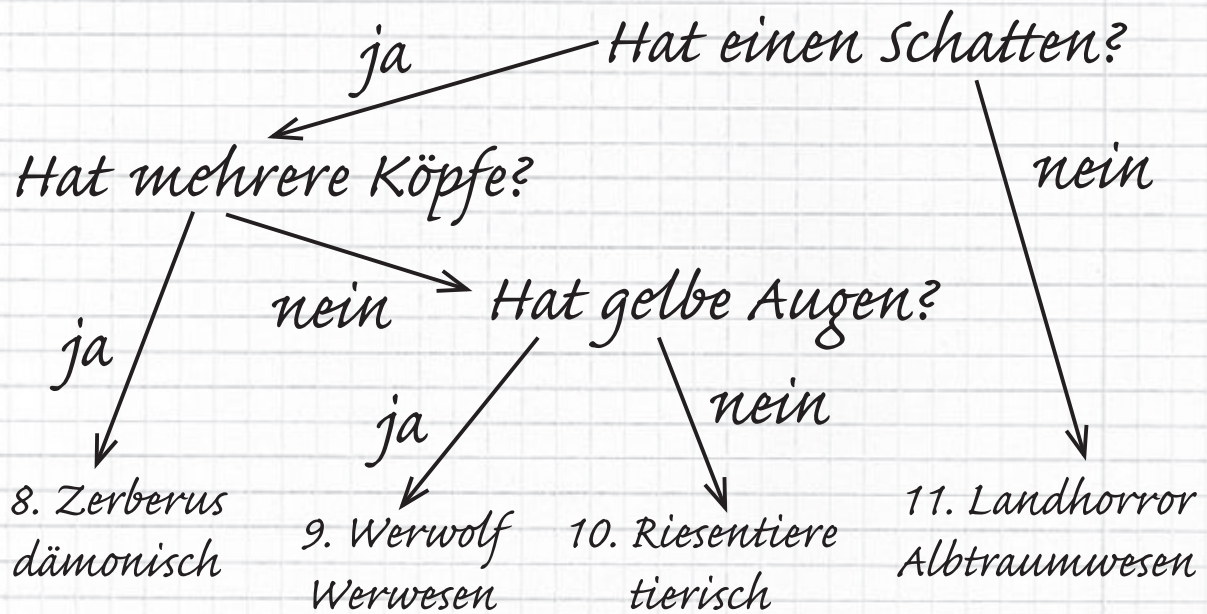 Hat einen Schatten?
ja
nein
Hat mehrere Köpfe?
ja
nein
Hat gelbe Augen?
ja
nein
8. Zerberus
dämonisch
9. Werwolf
Werwesen
10. Riesentiere
tierisch
11. Landhorror
Albtraumwesen